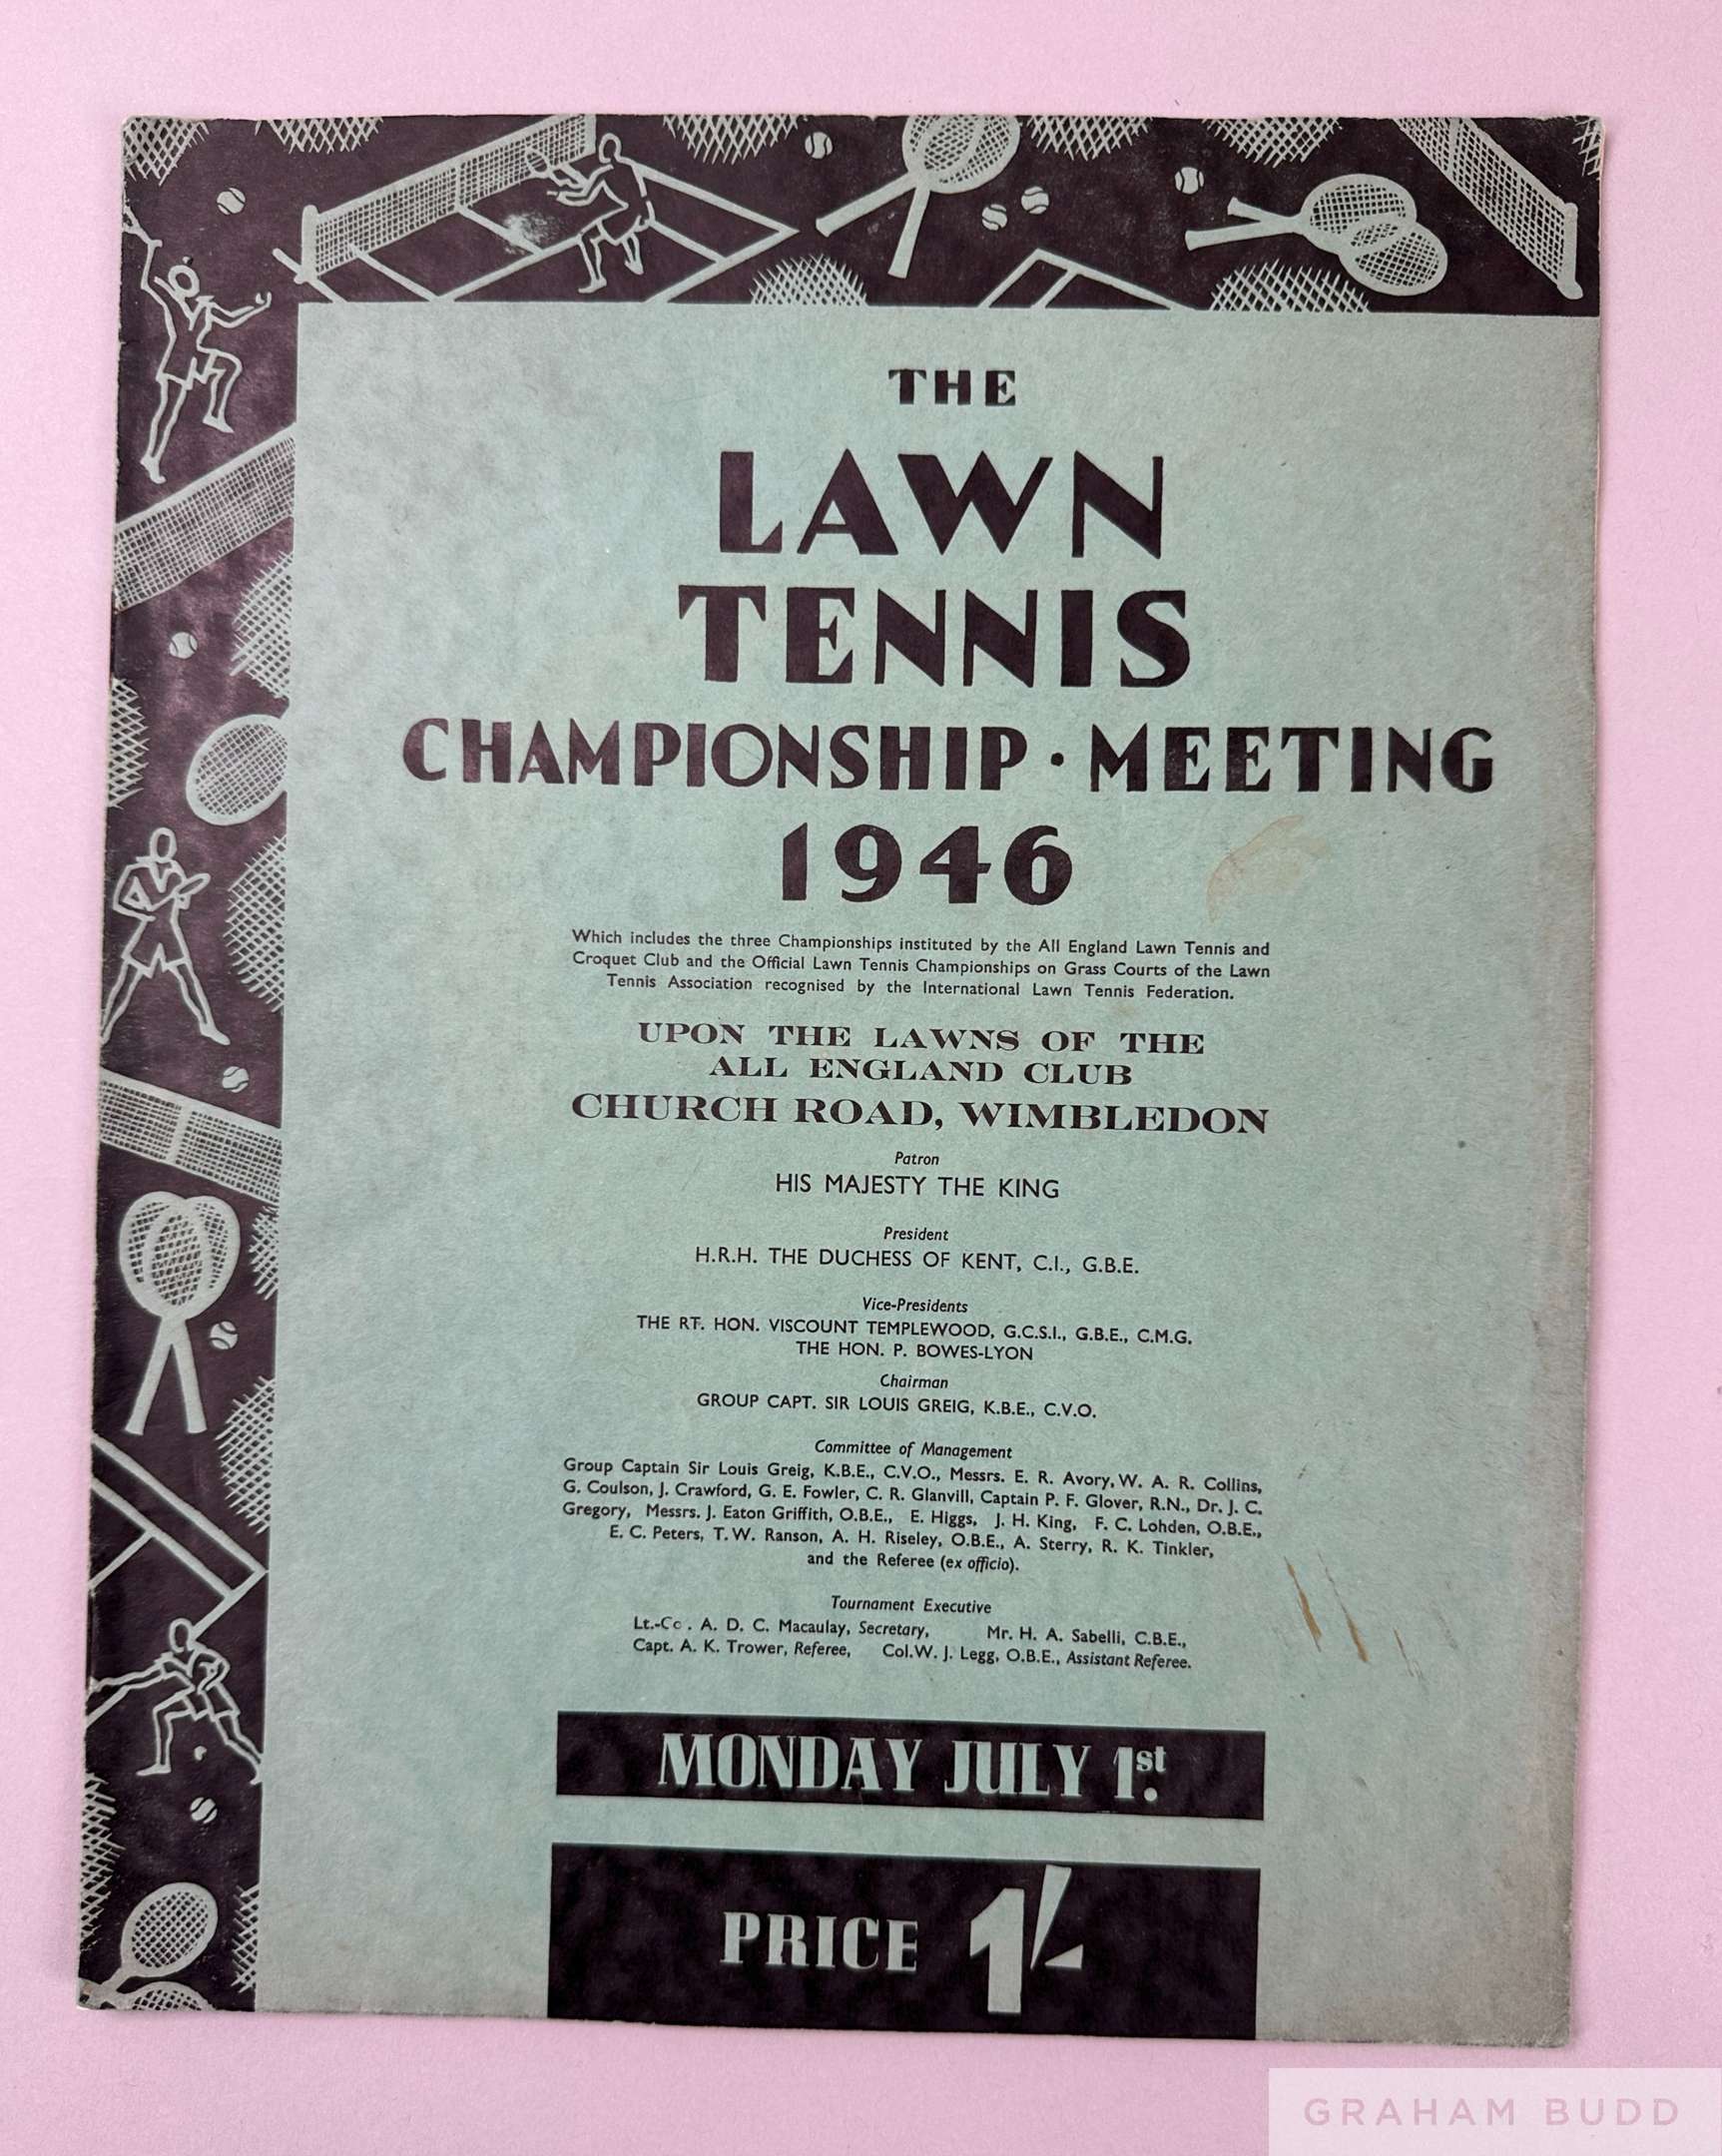 THE
LAWN
TENNIS
CHAMPIONSHIP · MEETING
1946
Which includes the three Championships instituted by the All England Lawn Tennis and
Croquet Club and the Official Lawn Tennis Championships on Grass Courts of the Lawn
Tennis Association recognised by the International Lawn Tennis Federation.
UPON THE LAWNS OF THE
ALL ENGLAND CLUB
CHURCH ROAD, WIMBLEDON
Patron
HIS MAJESTY THE KING
President
H.R.H. THE DUCHESS OF KENT, C.I., G.B.E.
Vice-Presidents
THE RT. HON. VISCOUNT TEMPLEWOOD, G.C.S.I., G.B.E., C.M.G.
THE HON. P. BOWES-LYON
Chairman
GROUP CAPT. SIR LOUIS GREIG, K.B.E., C.V.O.
Committee of Management
Group Captain Sir Louis Greig, K.B.E., C.V.O., Messrs. E. R. Avory, W. A. R. Collins,
G. Coulson, J. Crawford, G. E. Fowler, C. R. Glanvill, Captain P. F. Glover, R.N., Dr. J. C.
Gregory, Messrs. J. Eaton Griffith, O.B.E., E. Higgs, J. H. King, F. C. Lohden, O.B.E.,
E. C. Peters, T. W. Ranson, A. H. Riseley, O.B.E., A. Sterry, R. K. Tinkler,
and the Referee (ex officio).
Tournament Executive
A. D. C. Macaulay, Secretary, Mr. H. A. Sabelli, C.B.E.,
Capt. A. K. Trower, Referee, Col. W. J. Legg, O.B.E., Assistant Referee.
MONDAY JULY 1st.
PRICE 1/-
GRAHAM BUDD